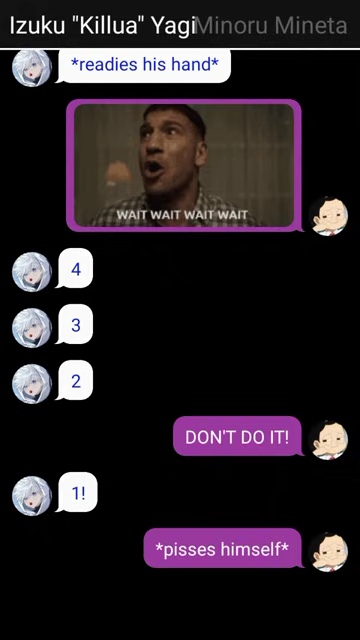 Izuku "Killua" Yagi Minoru Mineta
*readies his hand*
WAIT WAIT WAIT WAIT
4
3
2
DON'T DO IT!
1!
*pisses himself*